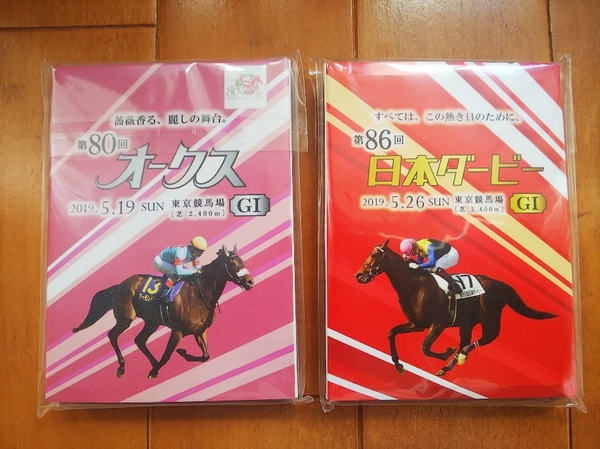 薔薇香る、麗しの舞台。
第80回
オークス
2019.5.19 SUN 東京競馬場 [芝2,400m] GI
13
すべては、この熱き日のために。
第86回
日本ダービー
2019.5.26 SUN 東京競馬場 [芝2,400m] GI
17